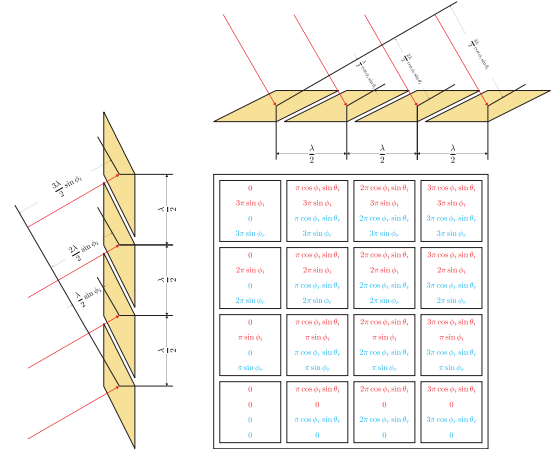 λ/2 cos φᵢ sin θᵢ
2λ/2 cos φᵢ sin θᵢ
3λ/2 cos φᵢ sin θᵢ
λ/2
λ/2
λ/2
3λ/2 sin φᵢ
2λ/2 sin φᵢ
λ/2 sin φᵢ
λ/2
λ/2
λ/2
0 π cos φᵢ sin θᵢ 2π cos φᵢ sin θᵢ 3π cos φᵢ sin θᵢ
3π sin φᵢ 3π sin φᵢ 3π sin φᵢ 3π sin φᵢ
0 π cos φᵣ sin θᵣ 2π cos φᵣ sin θᵣ 3π cos φᵣ sin θᵣ
3π sin φᵣ 3π sin φᵣ 3π sin φᵣ 3π sin φᵣ
0 π cos φᵢ sin θᵢ 2π cos φᵢ sin θᵢ 3π cos φᵢ sin θᵢ
2π sin φᵢ 2π sin φᵢ 2π sin φᵢ 2π sin φᵢ
0 π cos φᵣ sin θᵣ 2π cos φᵣ sin θᵣ 3π cos φᵣ sin θᵣ
2π sin φᵣ 2π sin φᵣ 2π sin φᵣ 2π sin φᵣ
0 π cos φᵢ sin θᵢ 2π cos φᵢ sin θᵢ 3π cos φᵢ sin θᵢ
π sin φᵢ π sin φᵢ π sin φᵢ π sin φᵢ
0 π cos φᵣ sin θᵣ 2π cos φᵣ sin θᵣ 3π cos φᵣ sin θᵣ
π sin φᵣ π sin φᵣ π sin φᵣ π sin φᵣ
0 π cos φᵢ sin θᵢ 2π cos φᵢ sin θᵢ 3π cos φᵢ sin θᵢ
0 0 0 0
0 π cos φᵣ sin θᵣ 2π cos φᵣ sin θᵣ 3π cos φᵣ sin θᵣ
0 0 0 0